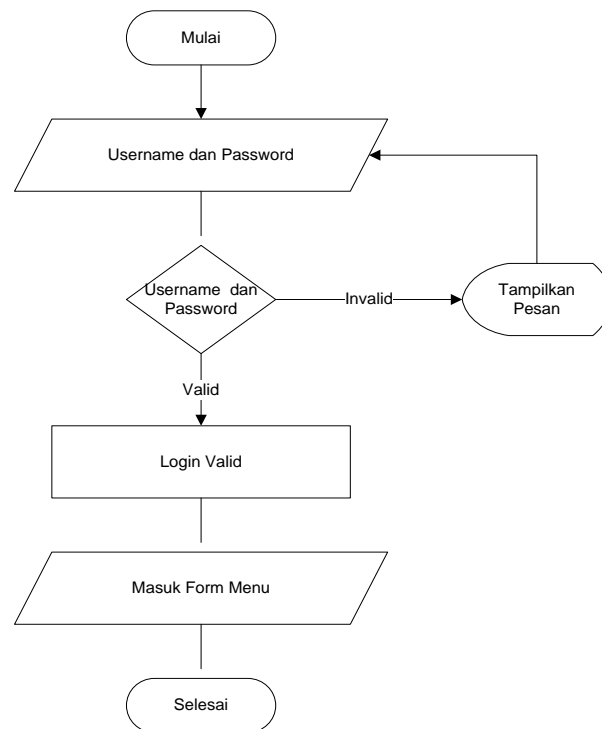 Mulai
Username dan Password
Username dan
Password
Invalid
Tampilkan
Pesan
Valid
Login Valid
Masuk Form Menu
Selesai